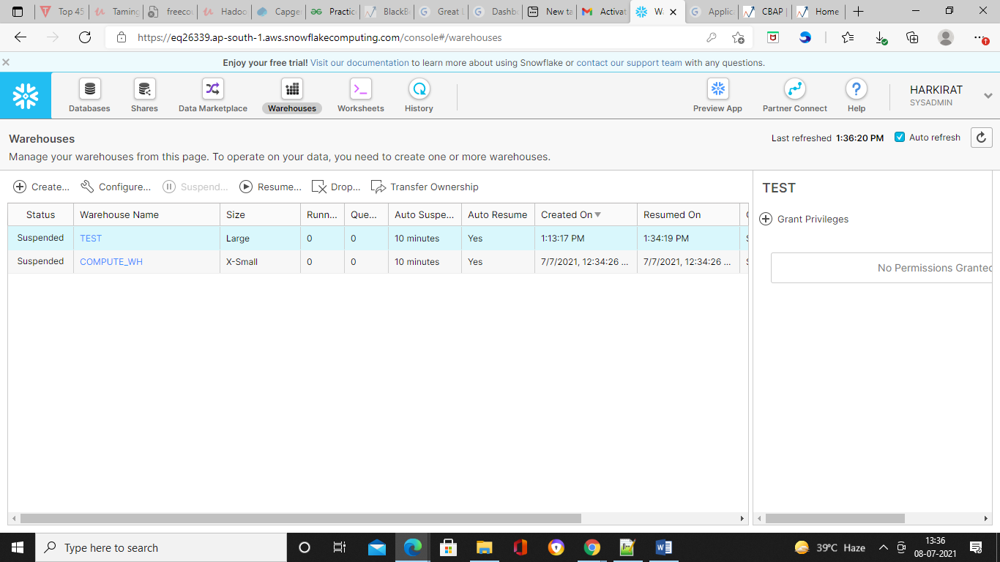 Top 45 Taming freecou Hadoo Capge Practic BlackB Great L Dashbo New ta Activat Wa Applic CBAP Home
https://eq26339.ap-south-1.aws.snowflakecomputing.com/console#/warehouses
Enjoy your free trial! Visit our documentation to learn more about using Snowflake or contact our support team with any questions.
Databases Shares Data Marketplace Warehouses Worksheets History Preview App Partner Connect Help
HARKIRAT
SYSADMIN
Warehouses
Last refreshed 1:36:20 PM Auto refresh
Manage your warehouses from this page. To operate on your data, you need to create one or more warehouses.
Create... Configure... Suspend... Resume... Drop... Transfer Ownership
Status Warehouse Name Size Runn... Que... Auto Suspe... Auto Resume Created On Resumed On
Suspended TEST Large 0 0 10 minutes Yes 1:13:17 PM 1:34:19 PM
Suspended COMPUTE_WH X-Small 0 0 10 minutes Yes 7/7/2021, 12:34:26 ... 7/7/2021, 12:34:26 ...
TEST
Grant Privileges
No Permissions Granted
Type here to search
39°C Haze
13:36
08-07-2021